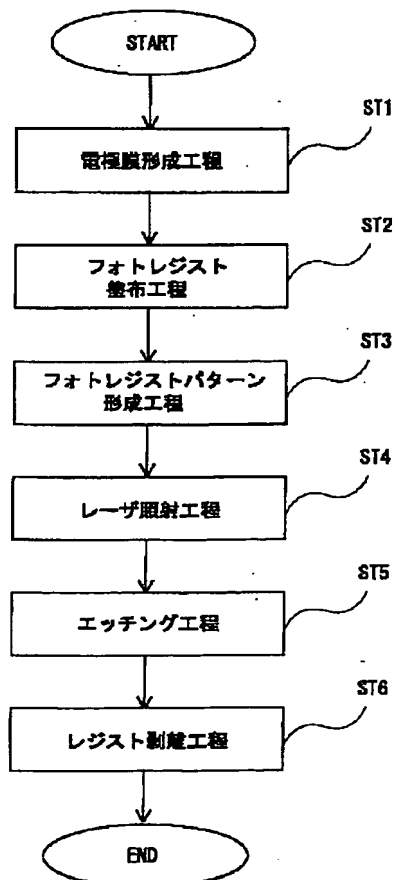 START
ST1
電極膜形成工程
ST2
フォトレジスト
塗布工程
ST3
フォトレジストパターン
形成工程
ST4
レーザ照射工程
ST5
エッチング工程
ST6
レジスト剥離工程
END